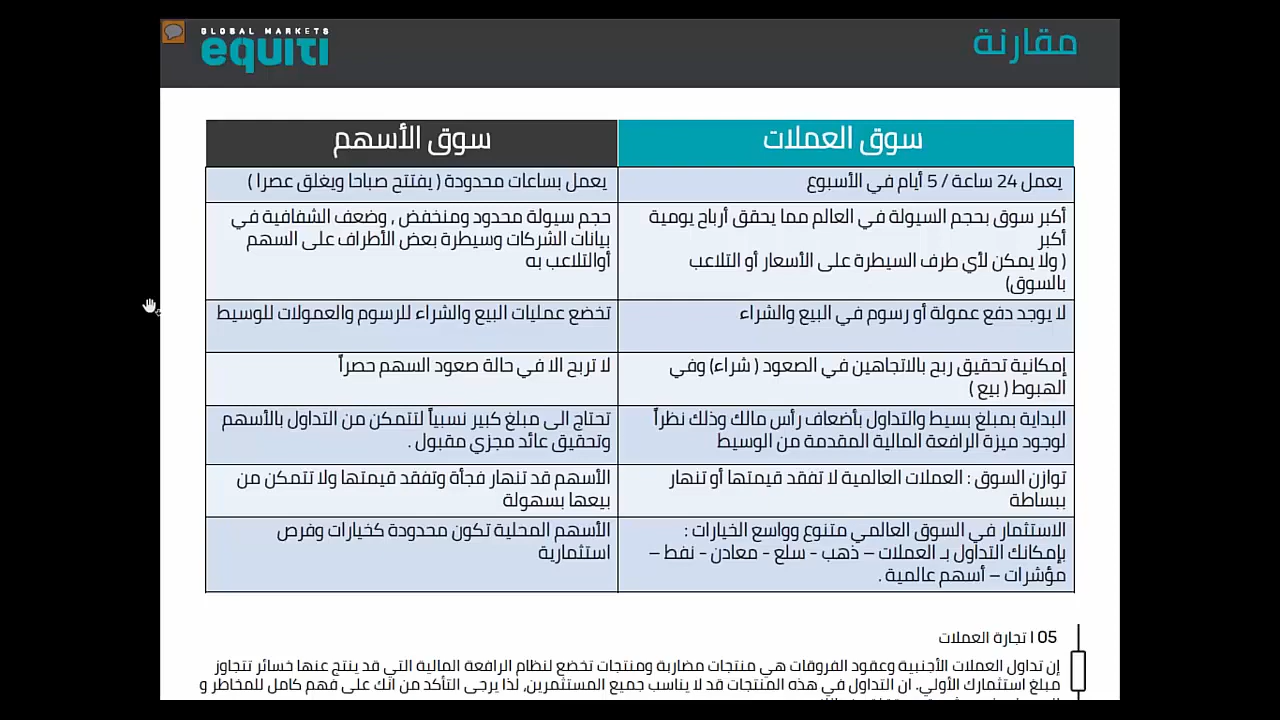 مقارنة
GLOBAL MARKETS
equiti
سوق العملات
سوق الأسهم
يعمل 24 ساعة / 5 أيام في الأسبوع
يعمل بساعات محدودة ( يفتتح صباحا ويغلق عصرا )
أكبر سوق بحجم السيولة في العالم مما يحقق أرباح يومية
أكبر
( ولا يمكن لأي طرف السيطرة على الأسعار أو التلاعب
بالسوق)
حجم سيولة محدود ومنخفض , وضعف الشفافية في
بيانات الشركات وسيطرة بعض الأطراف على السهم
أوالتلاعب به
لا يوجد دفع عمولة أو رسوم في البيع والشراء
تخضع عمليات البيع والشراء للرسوم والعمولات للوسيط
إمكانية تحقيق ربح بالاتجاهين في الصعود ( شراء) وفي
الهبوط ( بيع )
لا تربح الا في حالة صعود السهم حصراً
البداية بمبلغ بسيط والتداول بأضعاف رأس مالك وذلك نظراً
لوجود ميزة الرافعة المالية المقدمة من الوسيط
تحتاج الى مبلغ كبير نسبياً لتتمكن من التداول بالأسهم
وتحقيق عائد مجزي مقبول .
توازن السوق : العملات العالمية لا تفقد قيمتها أو تنهار
ببساطة
الأسهم قد تنهار فجأة وتفقد قيمتها ولا تتمكن من
بيعها بسهولة
الاستثمار في السوق العالمي متنوع وواسع الخيارات :
بإمكانك التداول بـ العملات – ذهب - سلع - معادن - نفط –
مؤشرات – أسهم عالمية .
الأسهم المحلية تكون محدودة كخيارات وفرص
استثمارية
05 | تجارة العملات
إن تداول العملات الأجنبية وعقود الفروقات هي منتجات مضاربة ومنتجات تخضع لنظام الرافعة المالية التي قد ينتج عنها خسائر تتجاوز
مبلغ استثمارك الأولي. ان التداول في هذه المنتجات قد لا يناسب جميع المستثمرين, لذا يرجى التأكد من انك على فهم كامل للمخاطر و